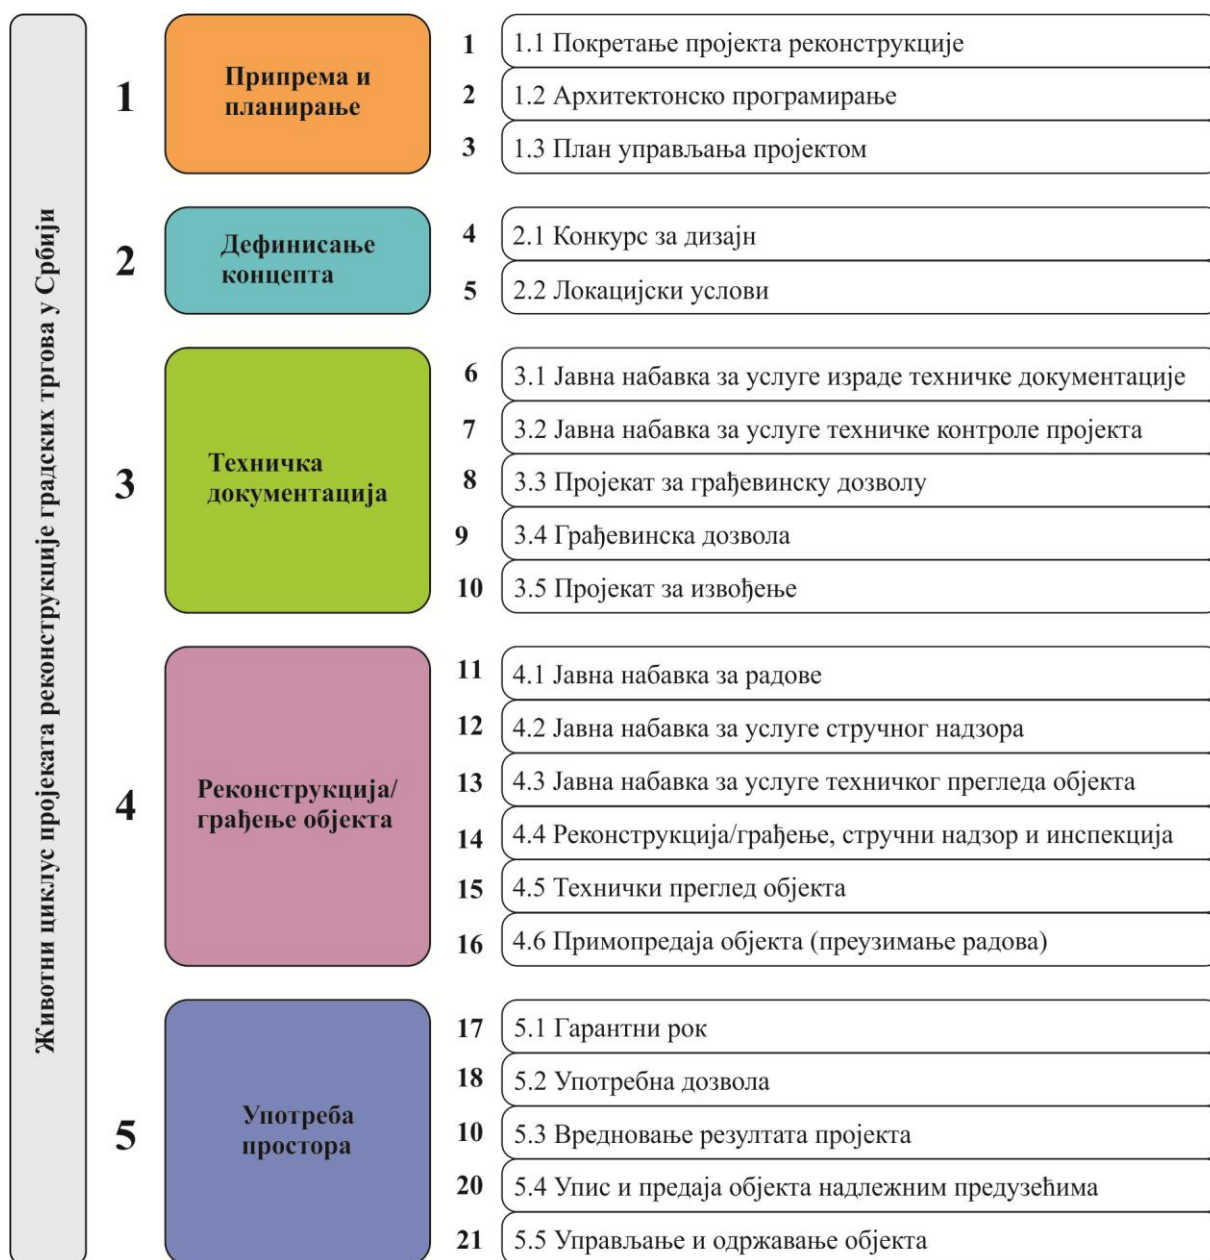 Животни циклус пројеката реконструкције градских тргова у Србији
1
Припрема и
планирање
1 1.1 Покретање пројекта реконструкције
2 1.2 Архитектонско програмирање
3 1.3 План управљања пројектом
2
Дефинисање
концепта
4 2.1 Конкурс за дизајн
5 2.2 Локацијски услови
3
Техничка
документација
6 3.1 Јавна набавка за услуге израде техничке документације
7 3.2 Јавна набавка за услуге техничке контроле пројекта
8 3.3 Пројекат за грађевинску дозволу
9 3.4 Грађевинска дозвола
10 3.5 Пројекат за извођење
4
Реконструкција/
грађење објекта
11 4.1 Јавна набавка за радове
12 4.2 Јавна набавка за услуге стручног надзора
13 4.3 Јавна набавка за услуге техничког прегледа објекта
14 4.4 Реконструкција/грађење, стручни надзор и инспекција
15 4.5 Технички преглед објекта
16 4.6 Примопредаја објекта (преузимање радова)
5
Употреба
простора
17 5.1 Гарантни рок
18 5.2 Употребна дозвола
10 5.3 Вредновање резултата пројекта
20 5.4 Упис и предаја објекта надлежним предузећима
21 5.5 Управљање и одржавање објекта